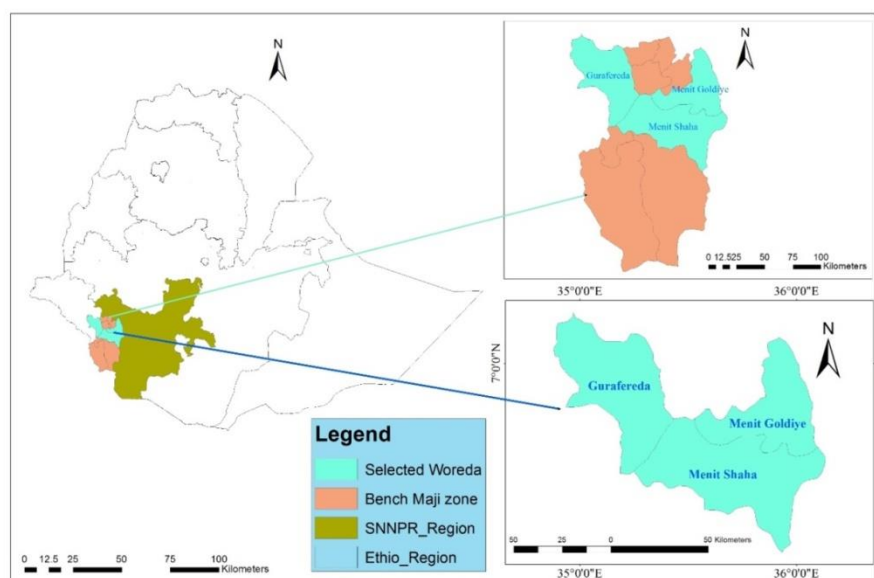 N
Legend
Selected Woreda
Bench Maji zone
SNNPR_Region
Ethio_Region
0 12.5 25 50 75 100
Kilometers
N
Gurafereda
Menit Goldiye
Menit Shaha
0 12.525 50 75 100
Kilometers
35°0'0"E 36°0'0"E
7°0'0"N
N
Gurafereda
Menit Goldiye
Menit Shaha
50 25 0 50 Kilometers
35°0'0"E 36°0'0"E